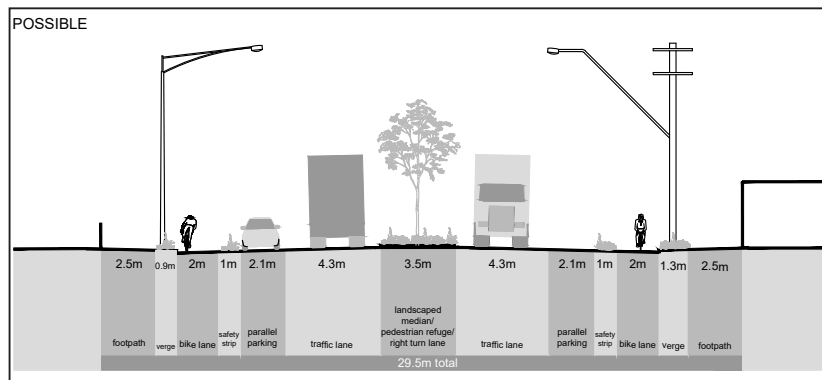 POSSIBLE
2.5m 0.9m 2m 1m 2.1m 4.3m 3.5m 4.3m 2.1m 1m 2m 1.3m 2.5m
footpath
verge
bike lane
safety
strip
parallel
parking
traffic lane
landscaped
median/
pedestrian refuge/
right turn lane
traffic lane
parallel
parking
safety
strip
bike lane
verge
footpath
29.5m total